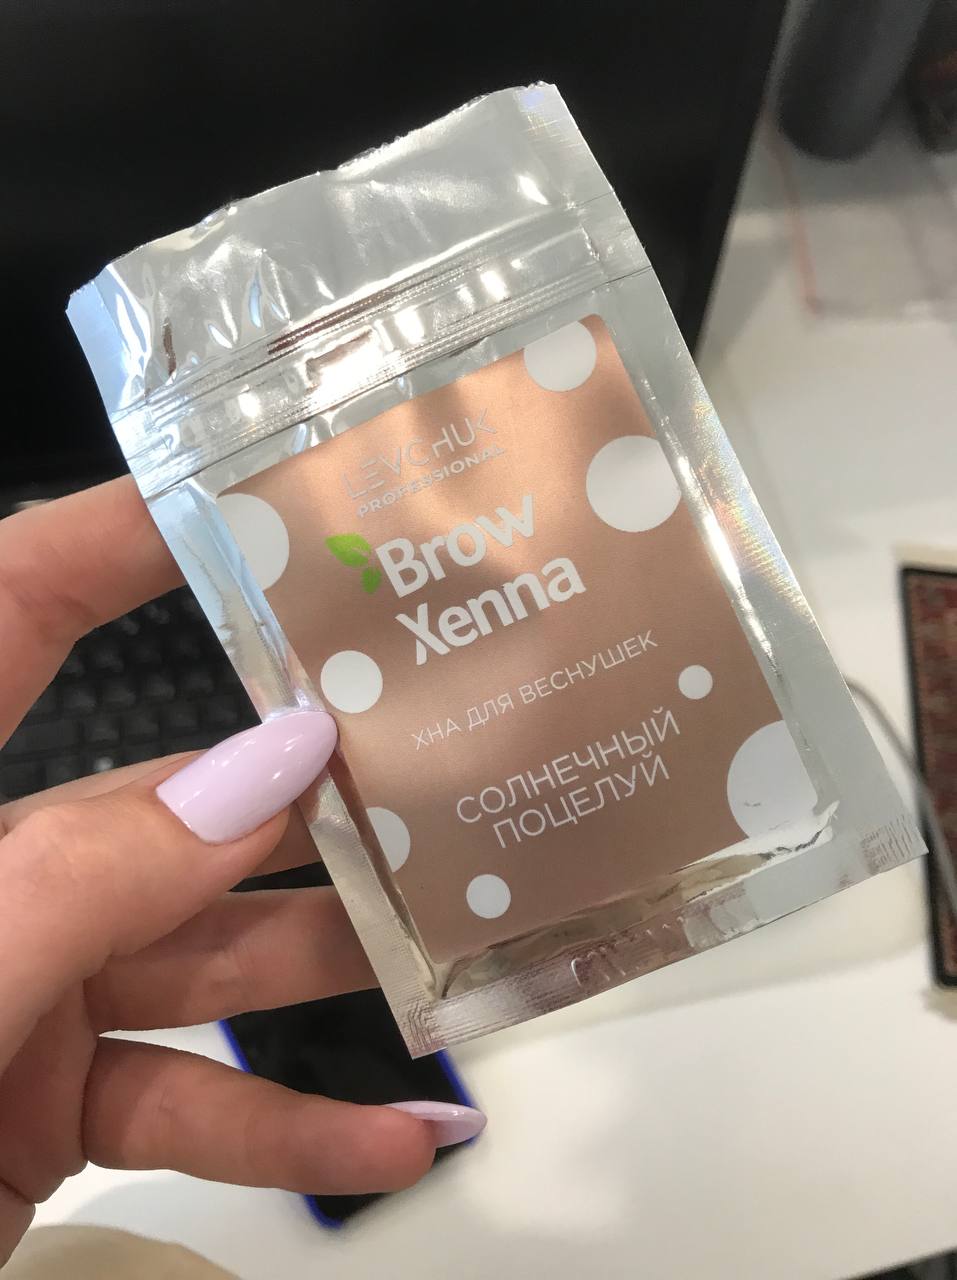 LEVCHUK
PROFESSIONAL
Brow
Xenna
ХНА ДЛЯ ВЕСНУШЕК
СОЛНЕЧНЫЙ
ПОЦЕЛУЙ